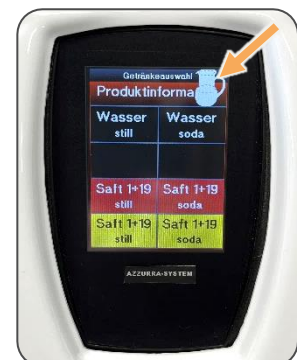 Getränkeauswahl
Produktinforma
Wasser still
Wasser soda
Saft 1+19 still
Saft 1+19 soda
Saft 1+19 still
Saft 1+19 soda
AZZURRA-SYSTEM